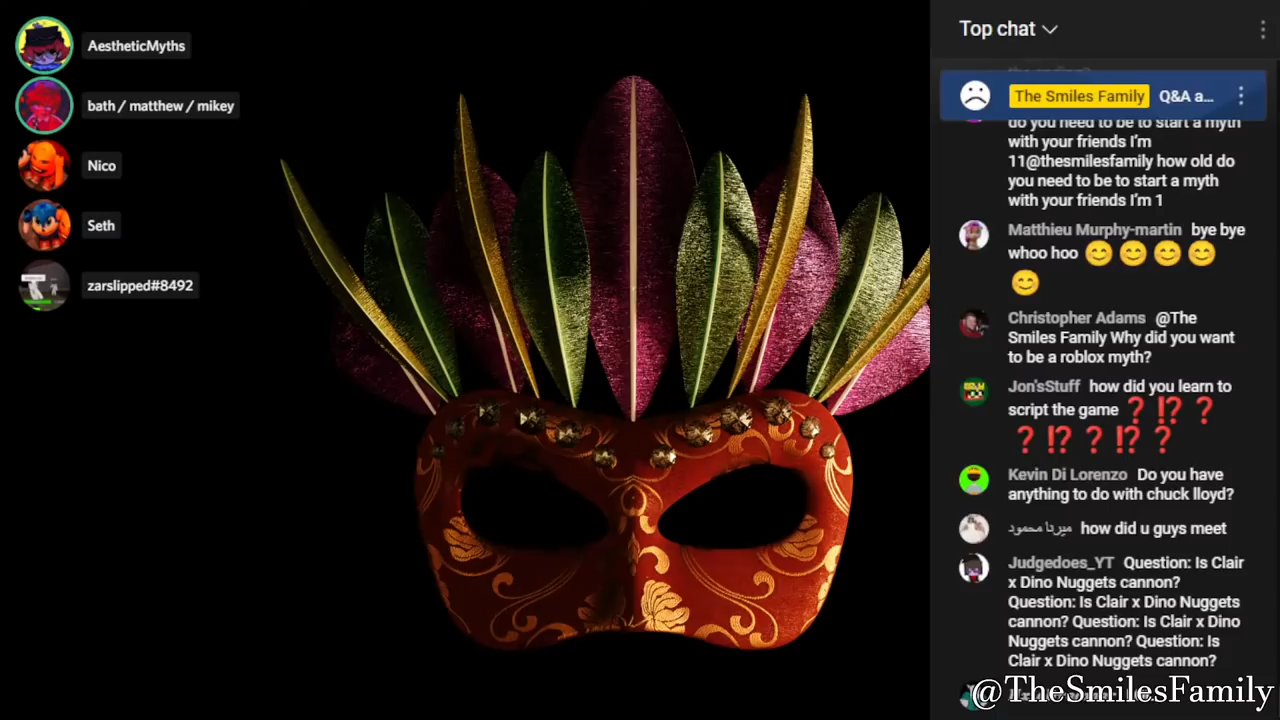 AestheticMyths
bath / matthew / mikey
Nico
Seth
zarslipped#8492
Top chat
The Smiles Family Q&A a...
do you need to be to start a myth
with your friends I'm
11@thesmilesfamily how old do
you need to be to start a myth
with your friends I'm 1
Matthieu Murphy-martin bye bye
whoo hoo 😊 😊 😊 😊
😊
Christopher Adams @The
Smiles Family Why did you want
to be a roblox myth?
Jon'sStuff how did you learn to
script the game ❓ ⁉️ ❓
❓ ⁉️ ❓ ⁉️ ❓
Kevin Di Lorenzo Do you have
anything to do with chuck lloyd?
ميردا محمود how did u guys meet
Judgedoes_YT Question: Is Clair
x Dino Nuggets cannon?
Question: Is Clair x Dino Nuggets
cannon? Question: Is Clair x Dino
Nuggets cannon? Question: Is
Clair x Dino Nuggets cannon?
@TheSmilesFamily